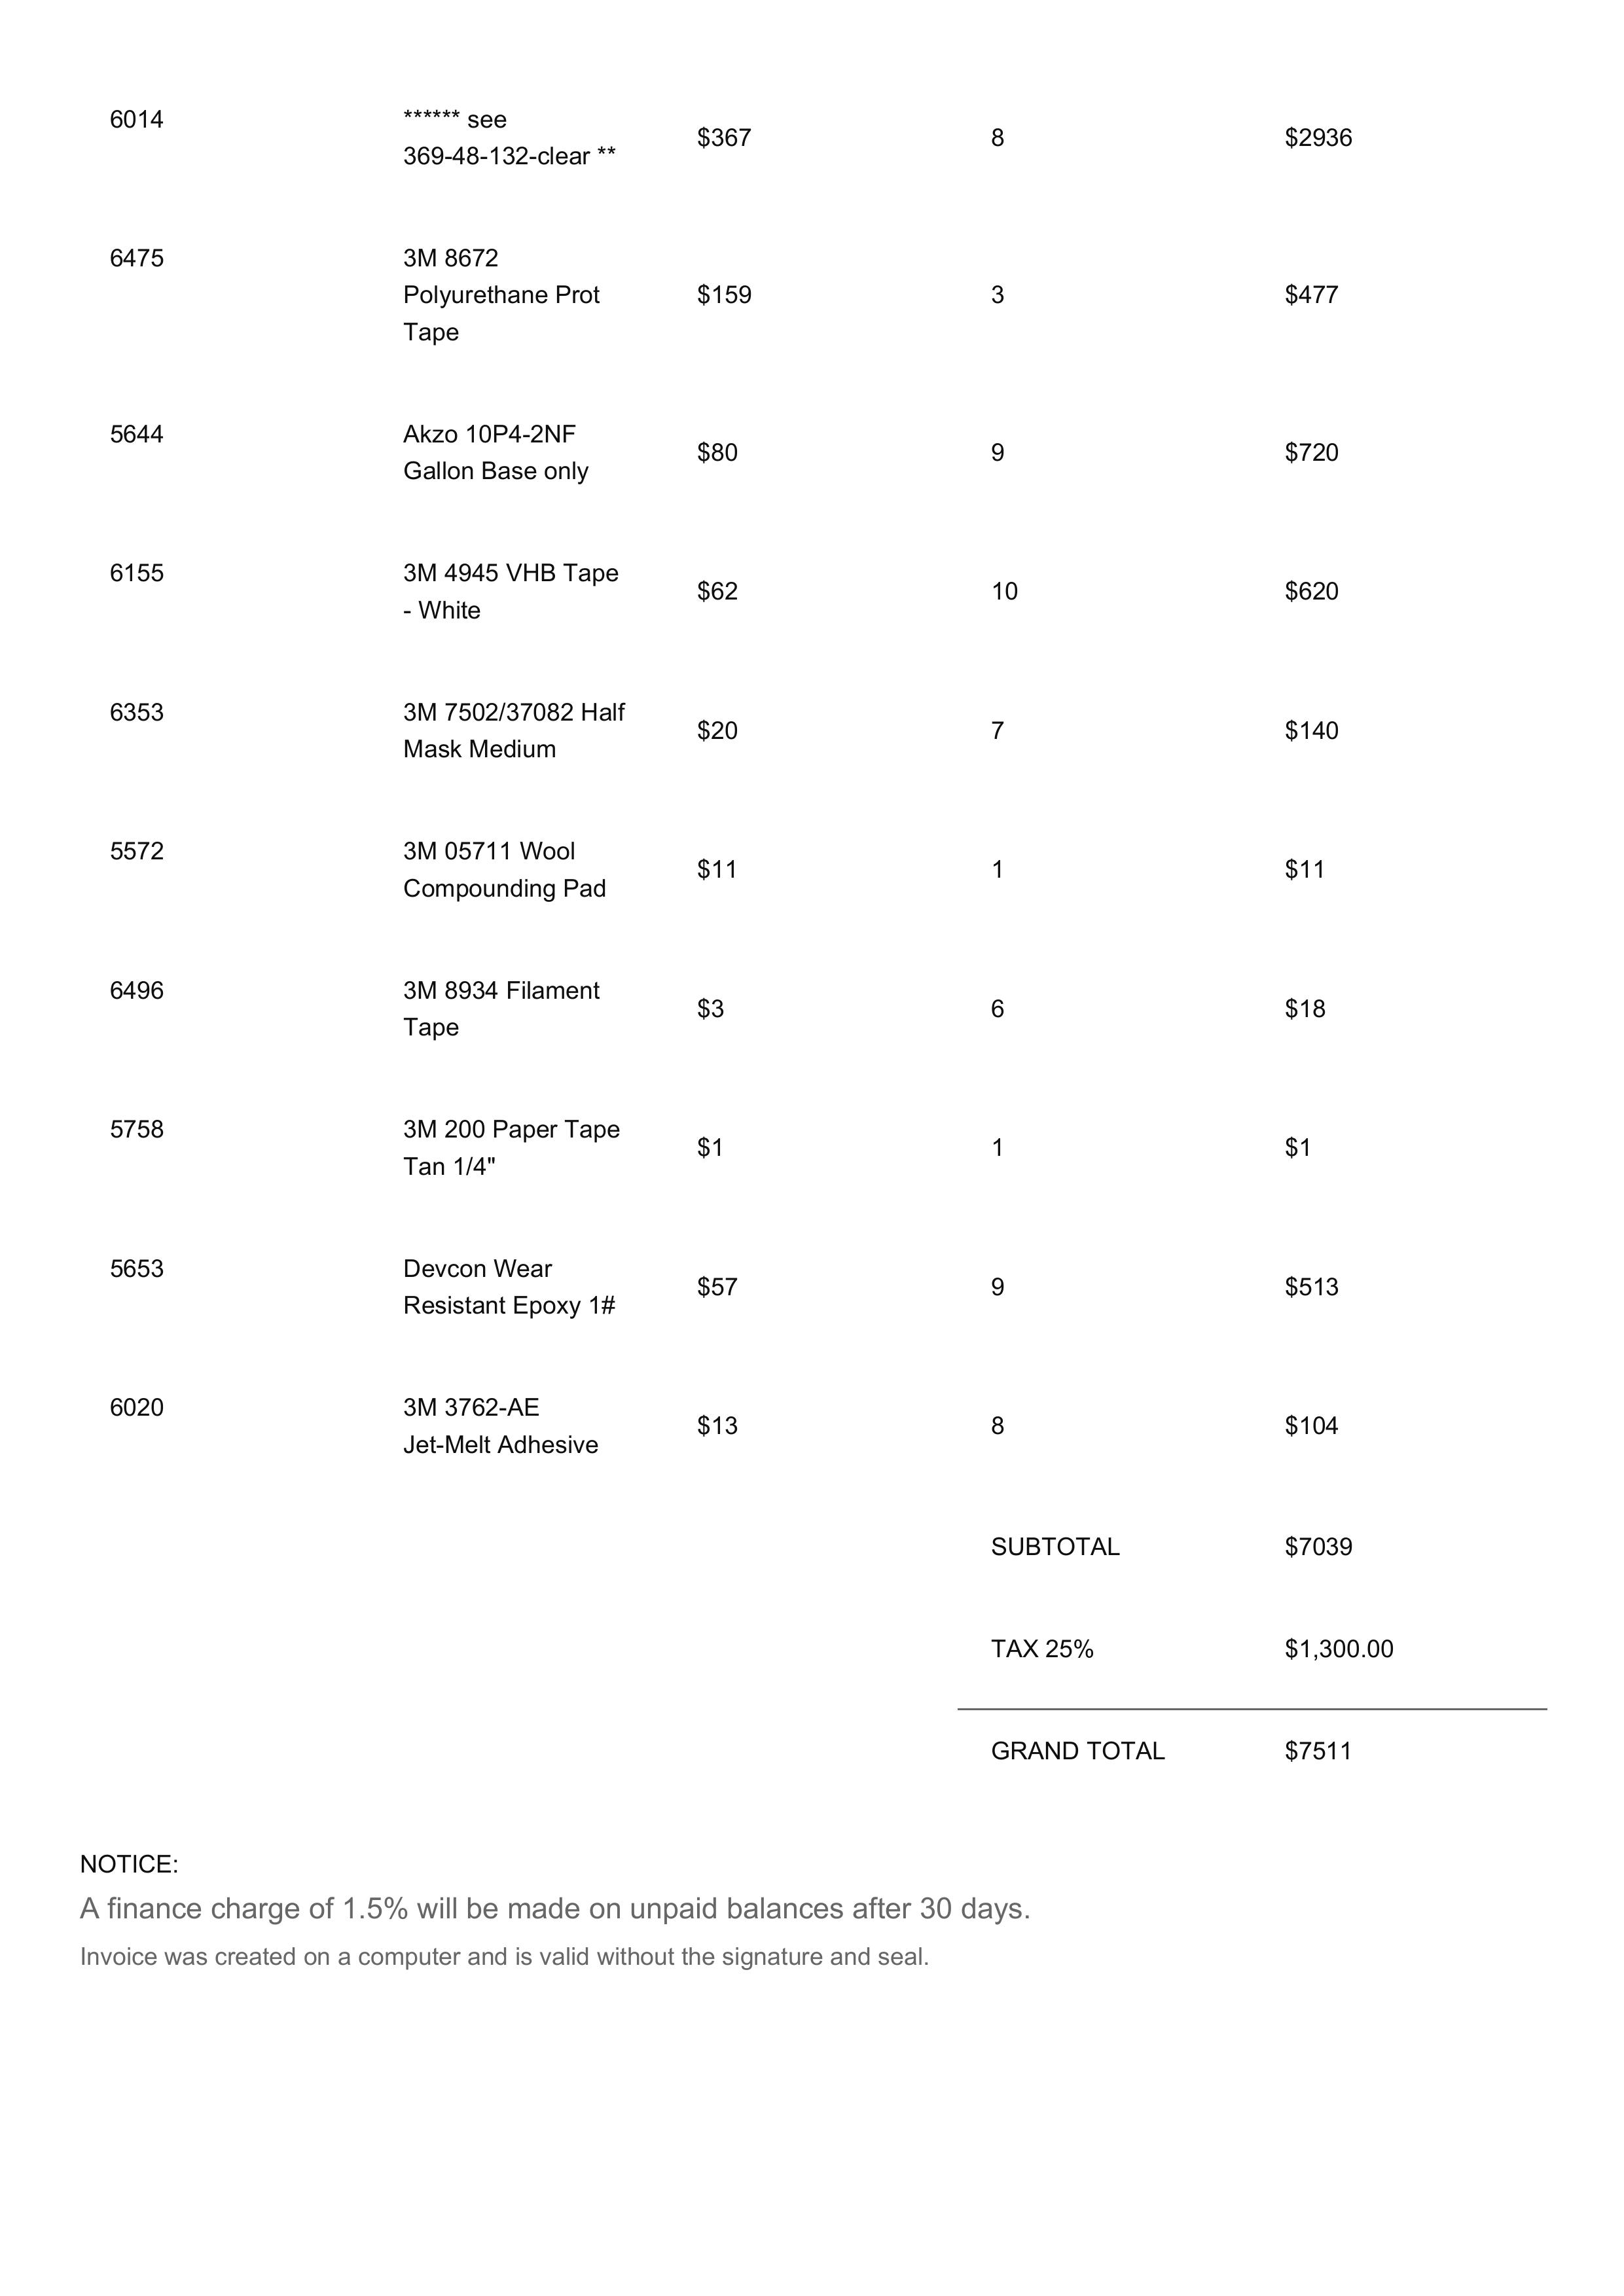 6014 ****** see $367 8 $2936
369-48-132-clear **
6475 3M 8672
Polyurethane Prot $159 3 $477
Tape
5644 Akzo 10P4-2NF $80 9 $720
Gallon Base only
6155 3M 4945 VHB Tape $62 10 $620
- White
6353 3M 7502/37082 Half $20 7 $140
Mask Medium
5572 3M 05711 Wool $11 1 $11
Compounding Pad
6496 3M 8934 Filament $3 6 $18
Tape
5758 3M 200 Paper Tape $1 1 $1
Tan 1/4"
5653 Devcon Wear $57 9 $513
Resistant Epoxy 1#
6020 3M 3762-AE $13 8 $104
Jet-Melt Adhesive
SUBTOTAL $7039
TAX 25% $1,300.00
GRAND TOTAL $7511
NOTICE:
A finance charge of 1.5% will be made on unpaid balances after 30 days.
Invoice was created on a computer and is valid without the signature and seal.